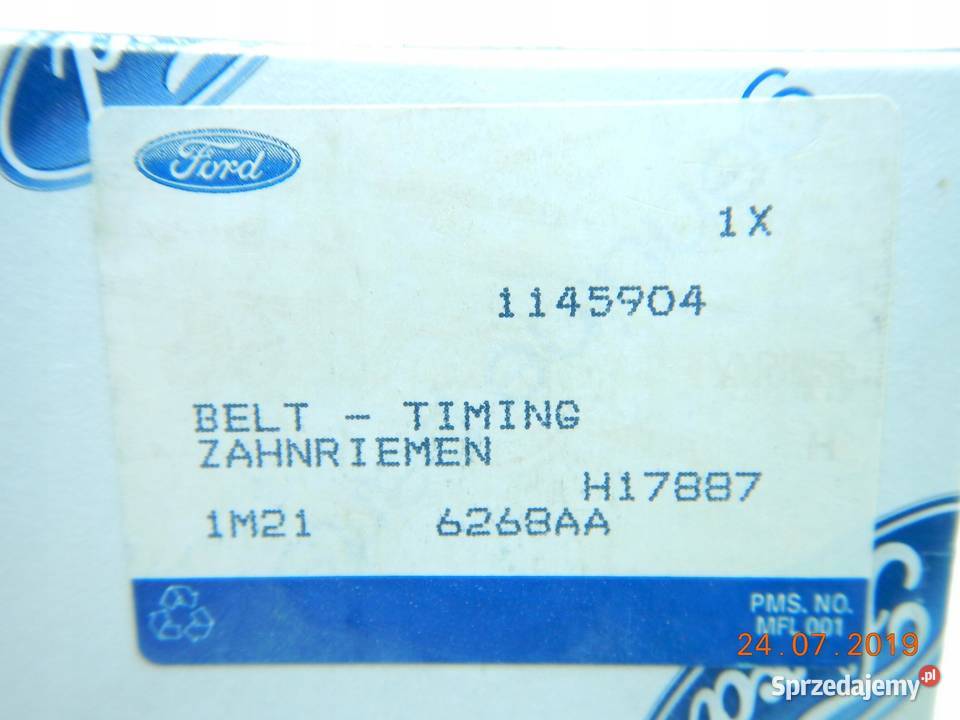 Ford
1X
1145904
BELT - TIMING
ZAHNRIEMEN
H17887
1M21 6268AA
PMS. NO.
MFL 001
24.07.2019
Sprzedajemy.pl